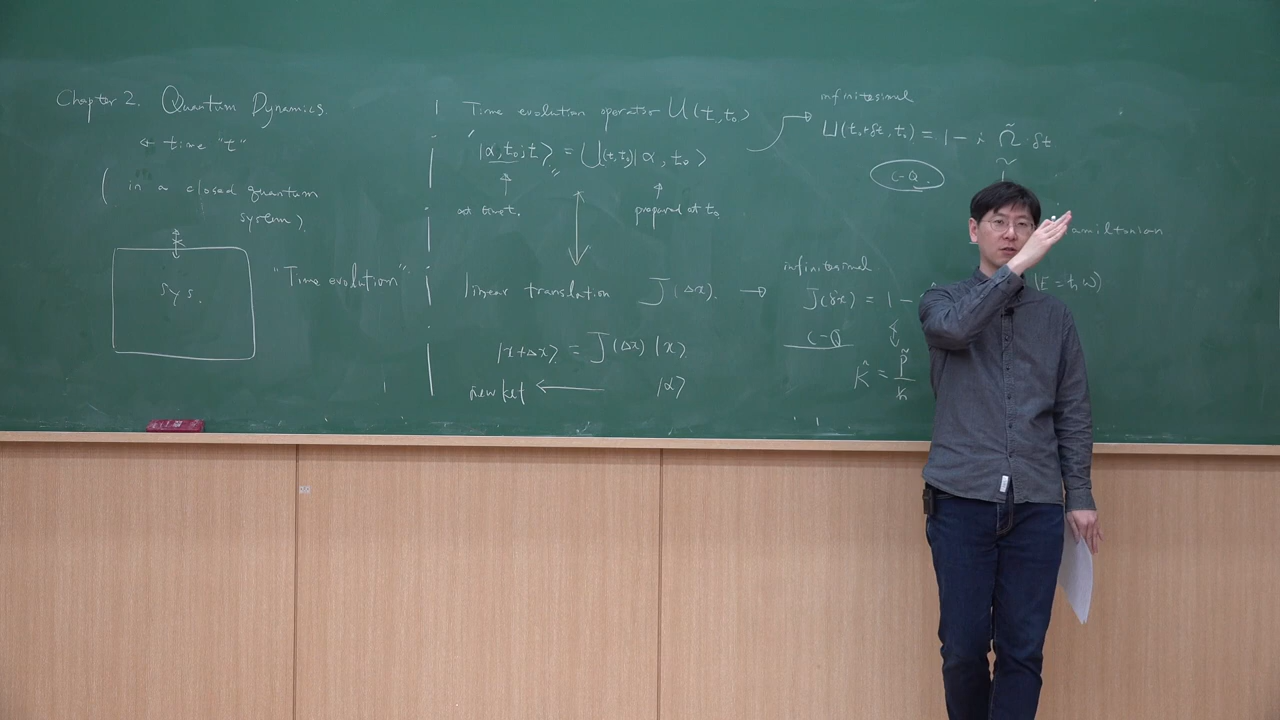 Chapter 2. Quantum Dynamics.
← time "t"
( in a closed quantum
system )
Sys.
"Time evolution"
Time evolution operator U(t, t₀)
|α, t₀; t⟩ = U(t, t₀) |α, t₀⟩
at time t.
prepared at t₀
linear translation J(Δx).
|x+Δx⟩ = J(Δx) |x⟩
new ket ← |α⟩
infinitesimal
U(t₀+δt, t₀) = 1 - i Ω̃ · δt
C-Q.
amiltonian
(E = ħω)
infinitesimal
J(δx) = 1 -
C-Q
K̂ = p̃/ħ